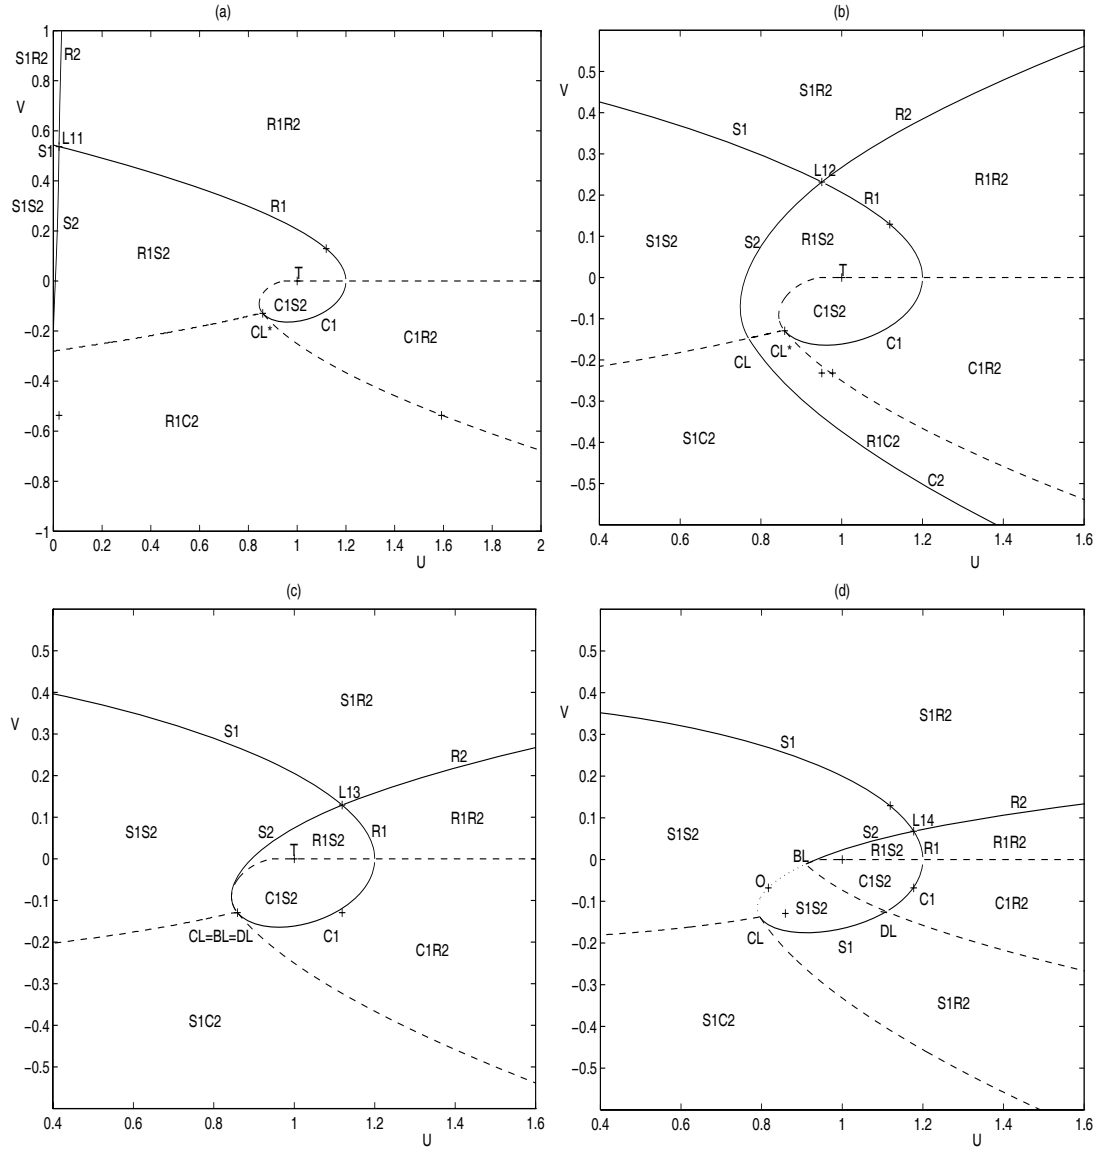 (a)
1
0.8
0.6
0.4
0.2
0
−0.2
−0.4
−0.6
−0.8
−1
V
S1R2
R2
L11
S1
S1S2
S2
R1R2
R1
R1S2
T
C1S2
CL*
C1
C1R2
R1C2
0 0.2 0.4 0.6 0.8 1 1.2 1.4 1.6 1.8 2
U
(b)
0.5
0.4
0.3
0.2
0.1
0
−0.1
−0.2
−0.3
−0.4
−0.5
V
S1R2
S1
R2
L12
R1R2
R1
S1S2
S2
R1S2
T
C1S2
CL
CL*
C1
C1R2
S1C2
R1C2
C2
0.4 0.6 0.8 1 1.2 1.4 1.6
U
(c)
0.5
0.4
0.3
0.2
0.1
0
−0.1
−0.2
−0.3
−0.4
−0.5
V
S1R2
S1
R2
L13
R1R2
S1S2
S2
R1S2
R1
T
C1S2
CL=BL=DL
C1
C1R2
S1C2
0.4 0.6 0.8 1 1.2 1.4 1.6
U
(d)
0.5
0.4
0.3
0.2
0.1
0
−0.1
−0.2
−0.3
−0.4
−0.5
V
S1R2
S1
R2
L14
S1S2
S2
R1S2
R1
R1R2
BL
O
C1S2
C1
C1R2
S1S2
CL
S1
DL
S1R2
S1C2
0.4 0.6 0.8 1 1.2 1.4 1.6
U